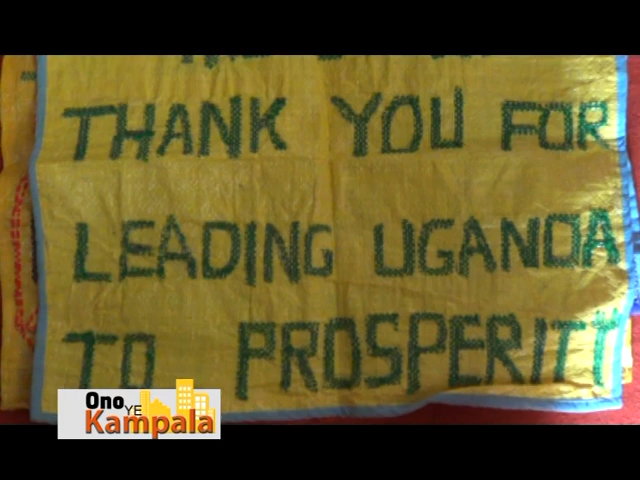 THANK YOU FOR
LEADING UGANDA
TO PROSPERITY
Ono
YE
Kampala